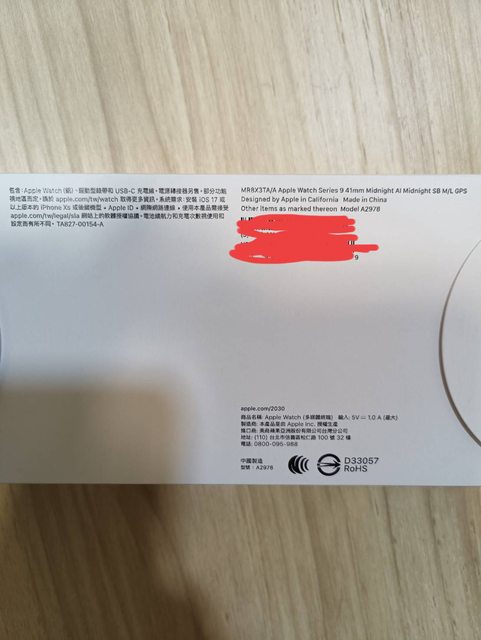 包含: Apple Watch (鋁)、運動型錶帶和 USB-C 充電線。電源轉接器另售。部分功能
視地區而定。請於 apple.com/tw/watch 取得更多資訊。系統需求: 安裝 iOS 17 或
以上版本的 iPhone Xs 或後續機型 • Apple ID • 網際網路連線 • 使用本產品需接受
apple.com/tw/legal/sla 網站上的軟體授權協議。電池續航力和充電次數視使用和
設定而有所不同。 TA827-00154-A
MR8X3TA/A Apple Watch Series 9 41mm Midnight Al Midnight SB M/L GPS
Designed by Apple in California Made in China
Other items as marked thereon Model A2978
9
apple.com/2030
商品名稱: Apple Watch (多媒體終端) 輸入: 5V⎓ 1.0 A (最大)
製造商: 本產品是由 Apple Inc. 授權生產
進口商: 美商蘋果亞洲股份有限公司台灣分公司
地址: (110) 台北市信義區松仁路 100 號 32 樓
電話: 0800-095-988
中國製造
型號: A2978
D33057
RoHS